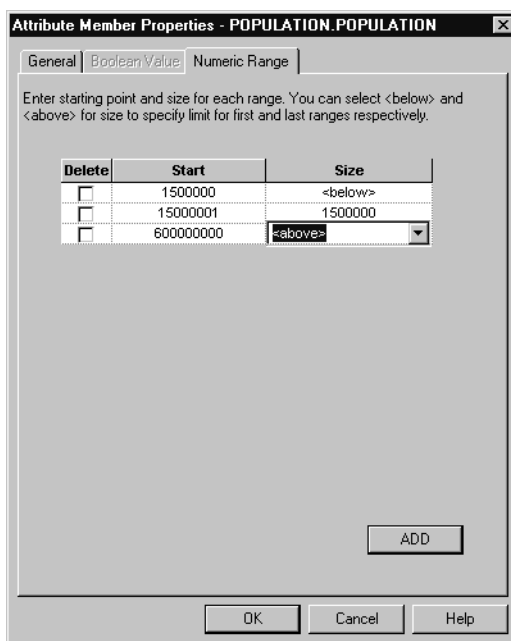 Attribute Member Properties - POPULATION.POPULATION
General Boolean Value Numeric Range
Enter starting point and size for each range. You can select <below> and
<above> for size to specify limit for first and last ranges respectively.
Delete Start Size
1500000 <below>
15000001 1500000
600000000 <above>
ADD
OK Cancel Help